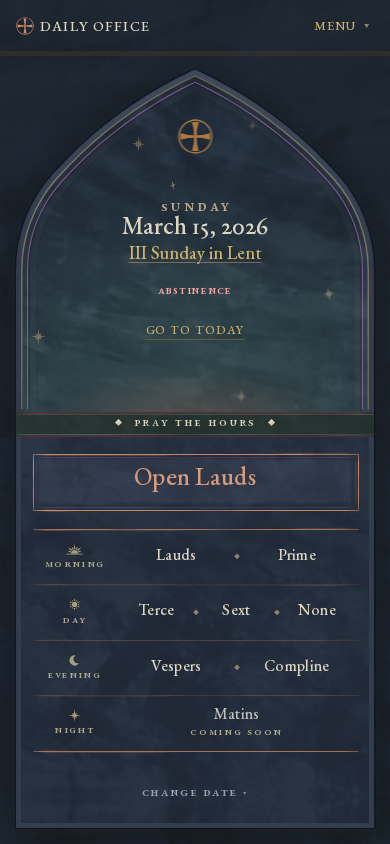 DAILY OFFICE
MENU
SUNDAY
March 15, 2026
III Sunday in Lent
ABSTINENCE
GO TO TODAY
PRAY THE HOURS
Open Lauds
MORNING
Lauds
Prime
DAY
Terce
Sext
None
EVENING
Vespers
Compline
NIGHT
Matins
COMING SOON
CHANGE DATE